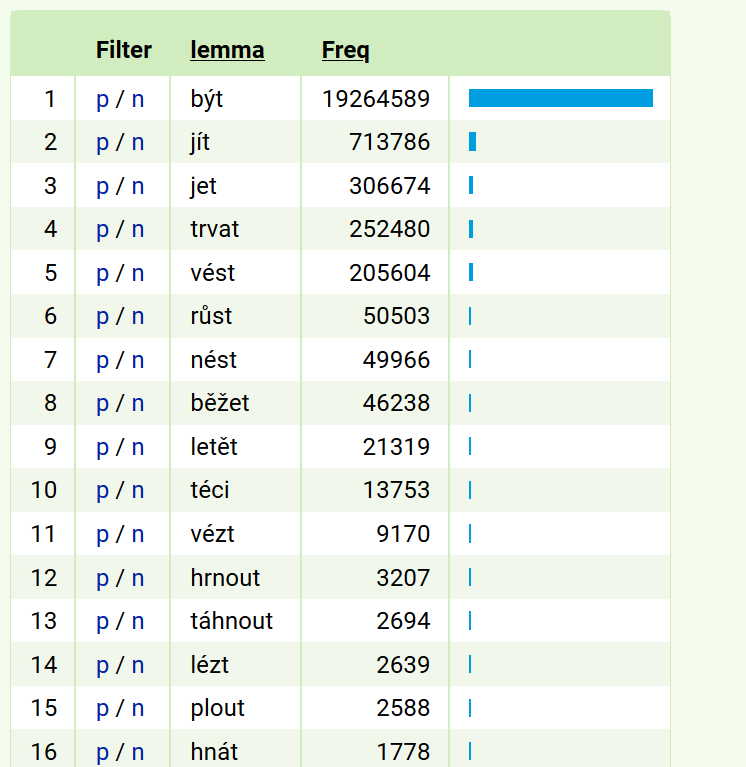 Filter lemma Freq
1 p / n být 19264589
2 p / n jít 713786
3 p / n jet 306674
4 p / n trvat 252480
5 p / n vést 205604
6 p / n růst 50503
7 p / n nést 49966
8 p / n běžet 46238
9 p / n letět 21319
10 p / n téci 13753
11 p / n vézt 9170
12 p / n hrnout 3207
13 p / n táhnout 2694
14 p / n lézt 2639
15 p / n plout 2588
16 p / n hnát 1778